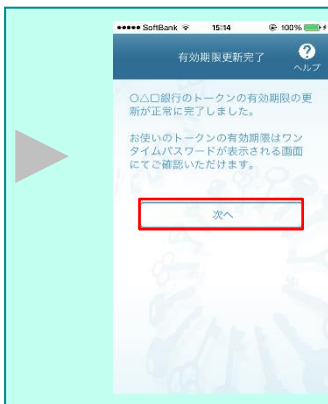 SoftBank 15:14 100%
有効期限更新完了
?
ヘルプ
○△□銀行のトークンの有効期限の更
新が正常に完了しました。
お使いのトークンの有効期限はワン
タイムパスワードが表示される画面
にてご確認いただけます。
次へ